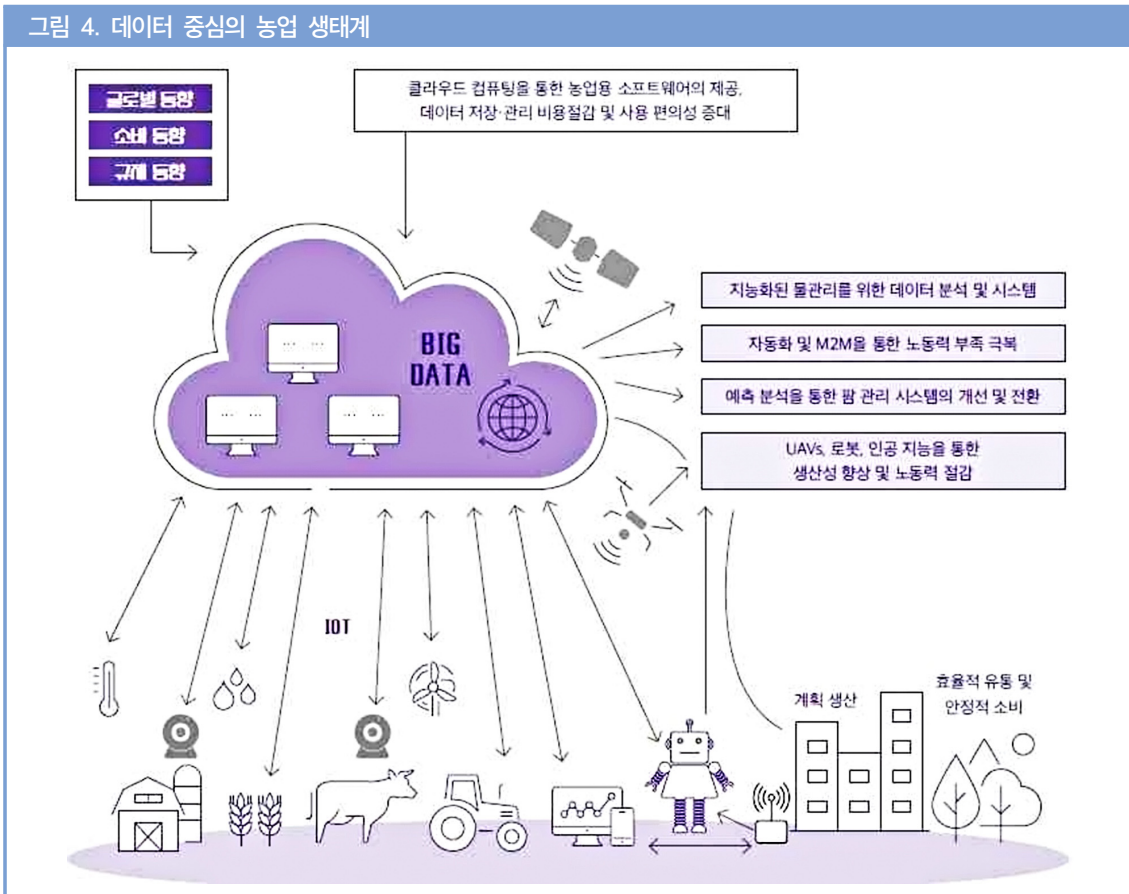 그림 4. 데이터 중심의 농업 생태계
글로벌 동향
소비 동향
규제 동향
클라우드 컴퓨팅을 통한 농업용 소프트웨어의 제공,
데이터 저장·관리 비용절감 및 사용 편의성 증대
BIG
DATA
지능화된 물관리를 위한 데이터 분석 및 시스템
자동화 및 M2M을 통한 노동력 부족 극복
예측 분석을 통한 팜 관리 시스템의 개선 및 전환
UAVs, 로봇, 인공 지능을 통한
생산성 향상 및 노동력 절감
IOT
계획 생산
효율적 유통 및
안정적 소비